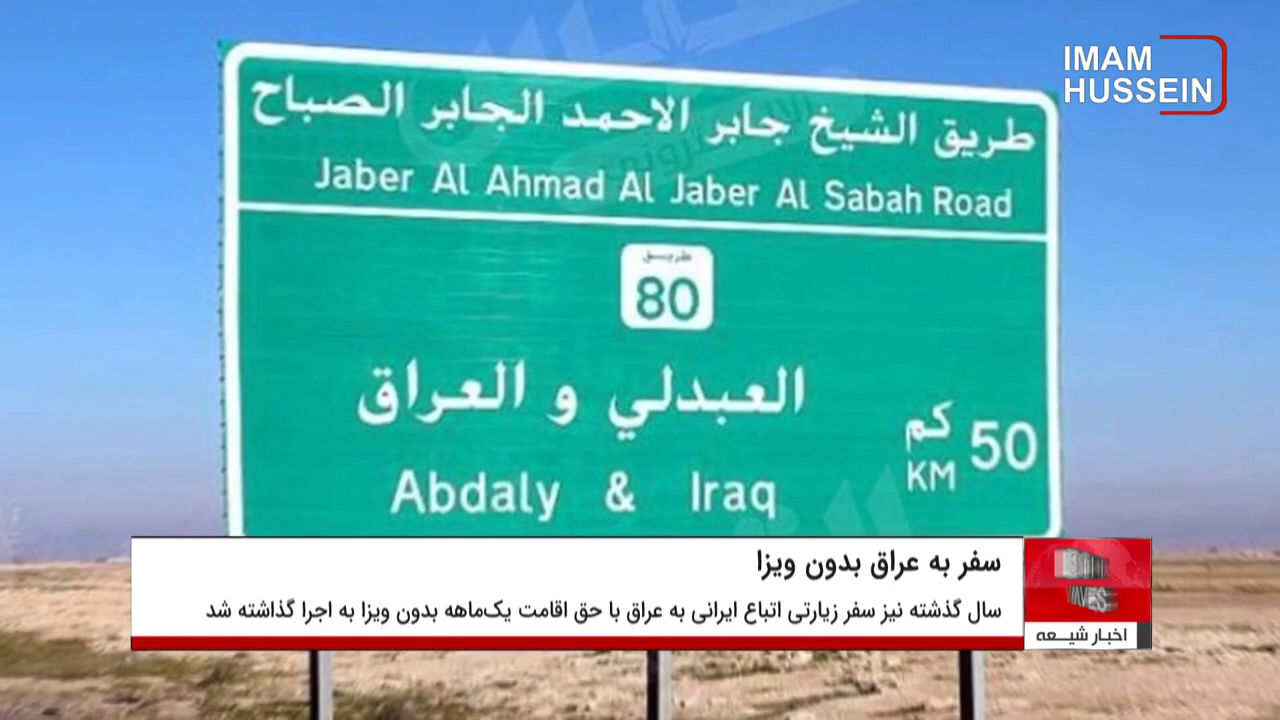 IMAM
HUSSEIN
طريق الشيخ جابر الاحمد الجابر الصباح
Jaber Al Ahmad Al Jaber Al Sabah Road
طريق
80
العبدلي و العراق
50 كم
KM
Abdaly & Iraq
سفر به عراق بدون ویزا
سال گذشته نیز سفر زیارتی اتباع ایرانی به عراق با حق اقامت یک‌ماهه بدون ویزا به اجرا گذاشته شد
اخبار شیـــعه